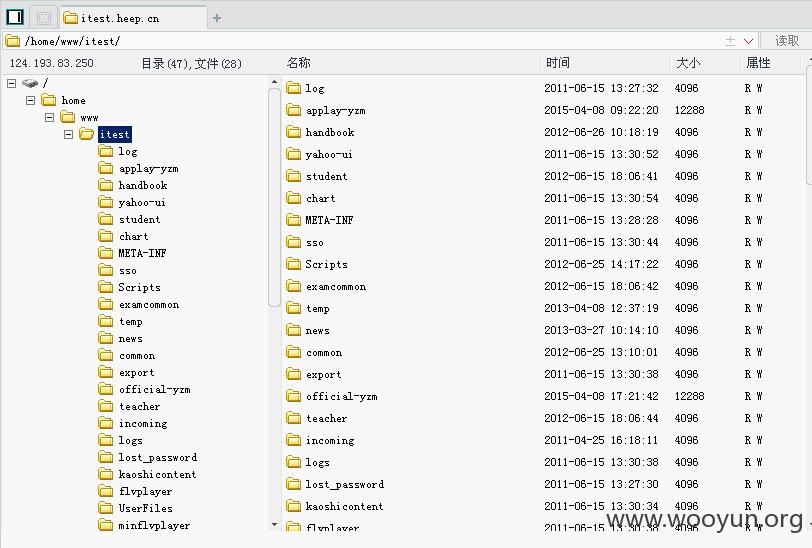 itest.heep.cn
/home/www/itest/
读取
124.193.83.250
目录(47),文件(28)
名称
时间
大小
属性
/
home
www
itest
log
applay-yzm
handbook
yahoo-ui
student
chart
META-INF
sso
Scripts
examcommon
temp
news
common
export
official-yzm
teacher
incoming
logs
lost_password
kaoshicontent
flvplayer
UserFiles
minflvplayer
log 2011-06-15 13:27:32 4096 R W
applay-yzm 2015-04-08 09:22:20 12288 R W
handbook 2012-06-26 10:18:19 4096 R W
yahoo-ui 2011-06-15 13:30:52 4096 R W
student 2012-06-15 18:06:41 4096 R W
chart 2011-06-15 13:30:54 4096 R W
META-INF 2011-06-15 13:28:28 4096 R W
sso 2011-06-15 13:30:44 4096 R W
Scripts 2012-06-25 14:17:22 4096 R W
examcommon 2012-06-15 18:06:42 4096 R W
temp 2013-04-08 12:37:19 4096 R W
news 2013-03-27 10:14:10 4096 R W
common 2012-06-25 13:10:01 4096 R W
export 2011-06-15 13:30:38 4096 R W
official-yzm 2015-04-08 17:21:42 12288 R W
teacher 2012-06-15 18:06:44 4096 R W
incoming 2011-04-25 16:18:11 4096 R W
logs 2011-06-15 13:30:38 4096 R W
lost_password 2011-06-15 13:27:30 4096 R W
kaoshicontent 2011-06-15 13:30:34 4096 R W
flvplayer 2011-06-15 13:30:38 4096 R W
www.wooyun.org